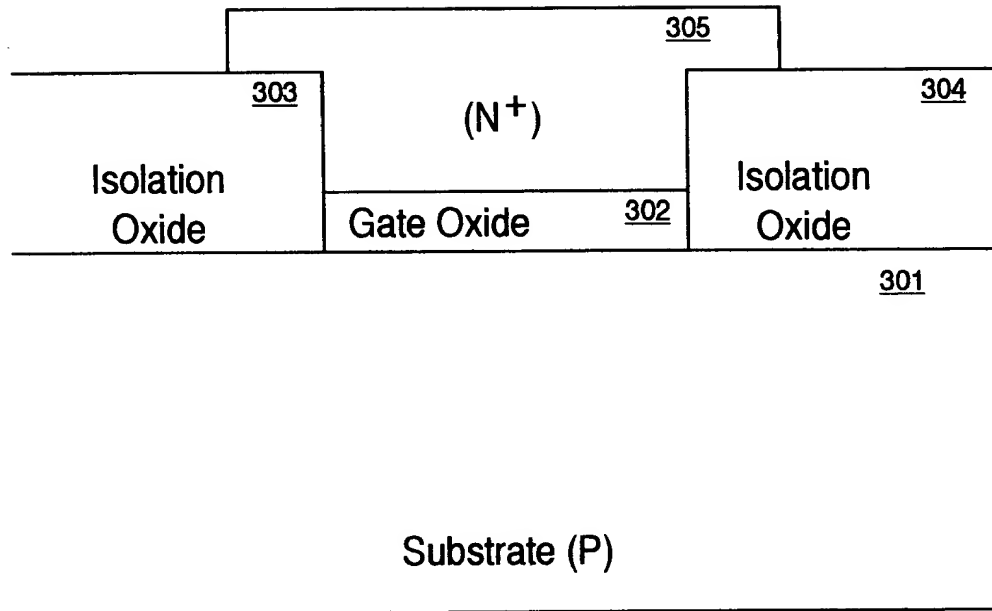 305
303
304
(N+)
Isolation
Oxide
Gate Oxide
302
Isolation
Oxide
301
Substrate (P)